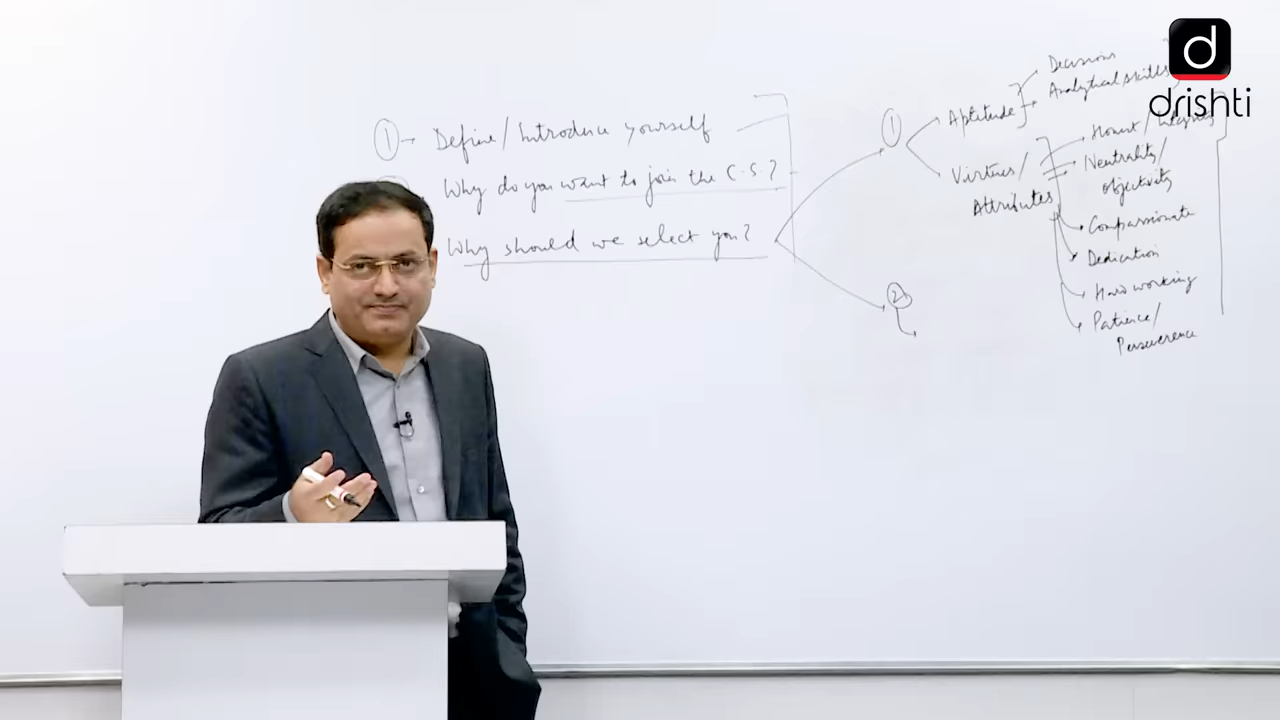 ① → Define/Introduce yourself
Why do you want to join the C.S.?
Why should we select you?
①
Aptitude
Decisions
Analytical skills
Virtues/
Attributes
Honest/
Neutrality/
objectivity
Compassionate
Dedication
Hard working
Patience/
Perseverence
②
d
drishti